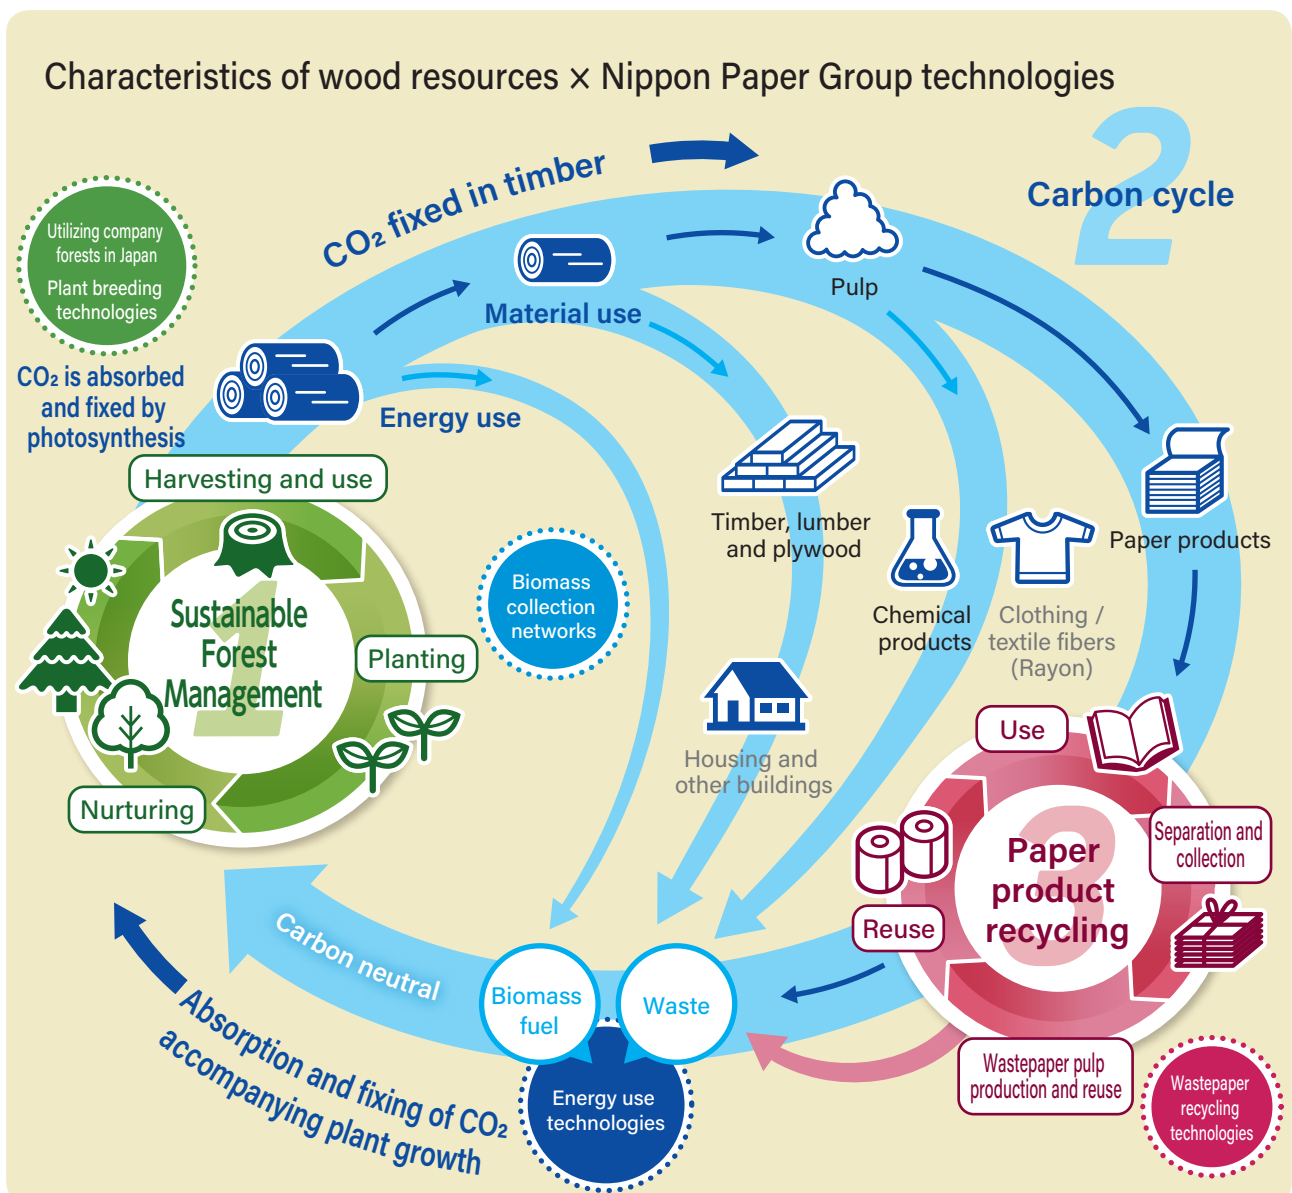 Characteristics of wood resources × Nippon Paper Group technologies
2
Carbon cycle
CO₂ fixed in timber
Utilizing company
forests in Japan
Plant breeding
technologies
CO₂ is absorbed
and fixed by
photosynthesis
Material use
Pulp
Energy use
Harvesting and use
1
Sustainable
Forest
Management
Planting
Nurturing
Biomass
collection
networks
Timber, lumber
and plywood
Housing and
other buildings
Chemical
products
Clothing /
textile fibers
(Rayon)
Paper products
Use
Separation and
collection
3
Paper
product
recycling
Reuse
Wastepaper pulp
production and reuse
Wastepaper
recycling
technologies
Waste
Biomass
fuel
Energy use
technologies
Carbon neutral
Absorption and fixing of CO₂
accompanying plant growth